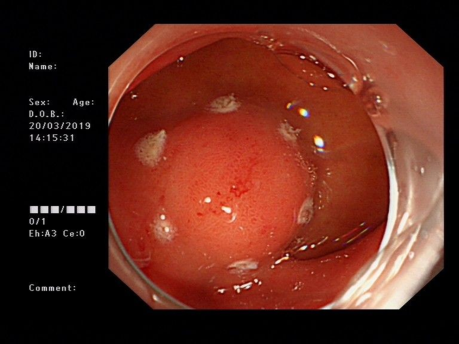 ID:
Name:
Sex: Age:
D.O.B.:
20/03/2019
14:15:31
■■■/■■■
0/1
Eh:A3 Ce:0
Comment: